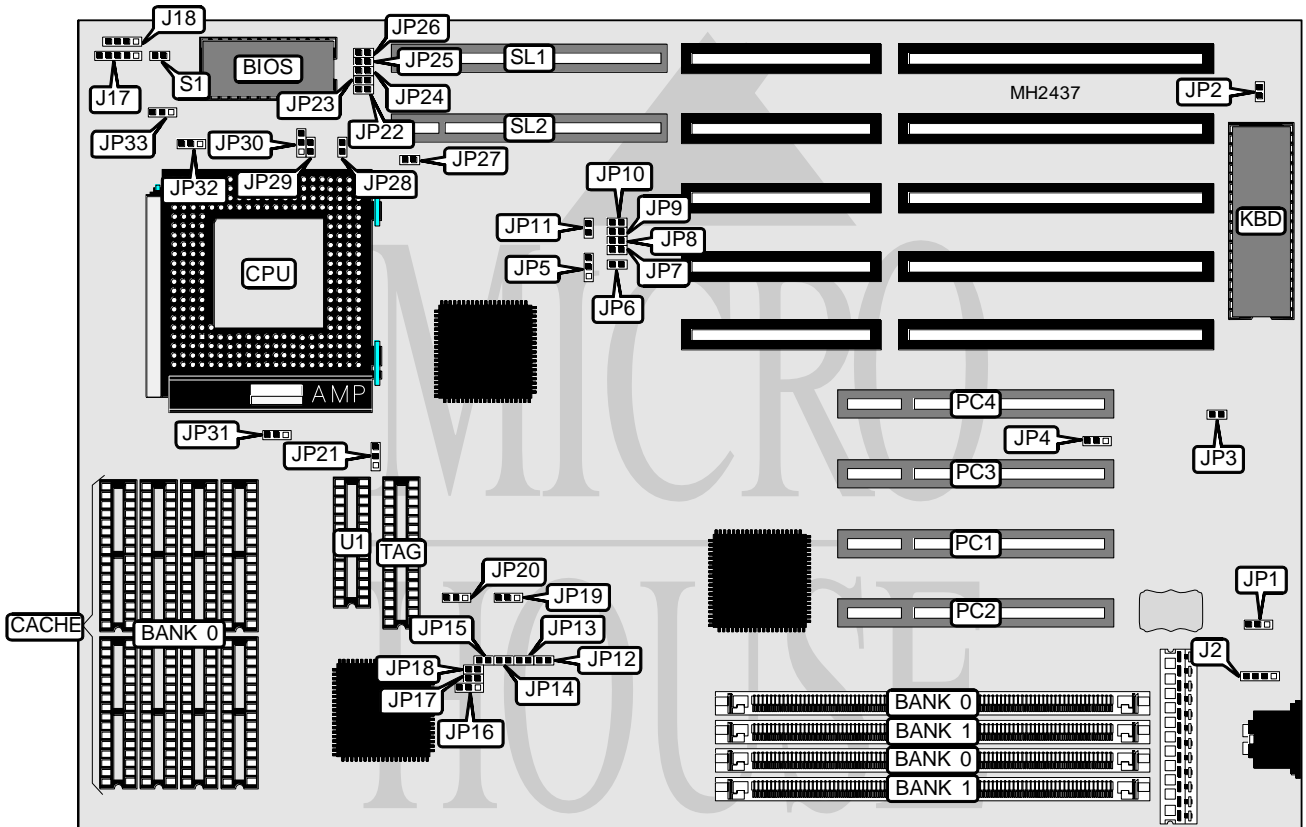 J18
JP26
JP25
SL1
BIOS
S1
J17
JP23
JP24
MH2437
JP2
JP33
JP22
SL2
JP30
JP27
JP32
JP29
JP28
JP10
JP9
JP11
JP8
JP7
KBD
CPU
JP5
JP6
AMP
PC4
JP31
JP21
JP4
JP3
PC3
U1
TAG
PC1
JP20
JP19
JP1
PC2
CACHE
BANK 0
JP15
JP13
JP12
JP18
JP14
JP17
J2
JP16
BANK 0
BANK 1
BANK 0
BANK 1
MICRO
HOUSE